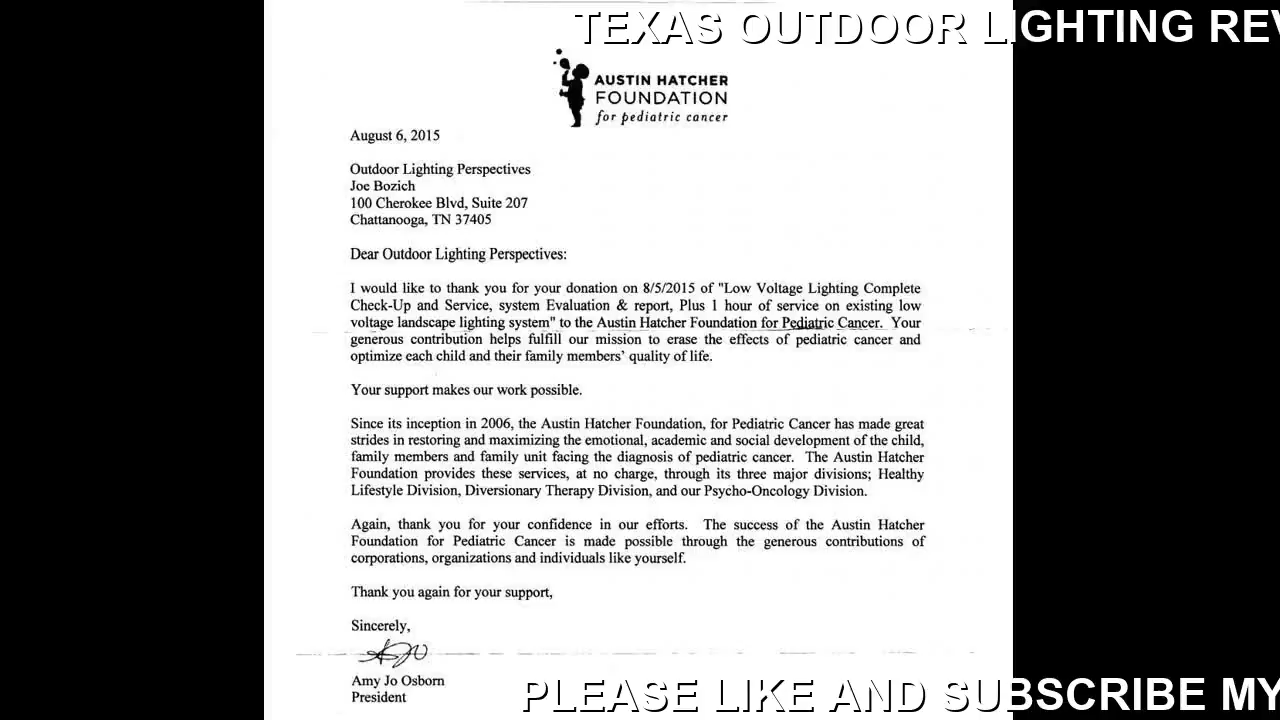 TEXAS OUTDOOR LIGHTING REV
AUSTIN HATCHER
FOUNDATION
for pediatric cancer
August 6, 2015
Outdoor Lighting Perspectives
Joe Bozich
100 Cherokee Blvd, Suite 207
Chattanooga, TN 37405
Dear Outdoor Lighting Perspectives:
I would like to thank you for your donation on 8/5/2015 of "Low Voltage Lighting Complete
Check-Up and Service, system Evaluation & report, Plus 1 hour of service on existing low
voltage landscape lighting system" to the Austin Hatcher Foundation for Pediatric Cancer. Your
generous contribution helps fulfill our mission to erase the effects of pediatric cancer and
optimize each child and their family members' quality of life.
Your support makes our work possible.
Since its inception in 2006, the Austin Hatcher Foundation, for Pediatric Cancer has made great
strides in restoring and maximizing the emotional, academic and social development of the child,
family members and family unit facing the diagnosis of pediatric cancer. The Austin Hatcher
Foundation provides these services, at no charge, through its three major divisions; Healthy
Lifestyle Division, Diversionary Therapy Division, and our Psycho-Oncology Division.
Again, thank you for your confidence in our efforts. The success of the Austin Hatcher
Foundation for Pediatric Cancer is made possible through the generous contributions of
corporations, organizations and individuals like yourself.
Thank you again for your support,
Sincerely,
Amy Jo Osborn
President
PLEASE LIKE AND SUBSCRIBE MY